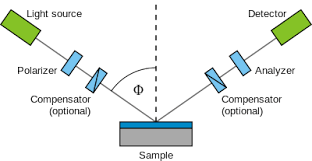 Light source
Detector
Polarizer
Analyzer
Compensator
(optional)
Φ
Compensator
(optional)
Sample